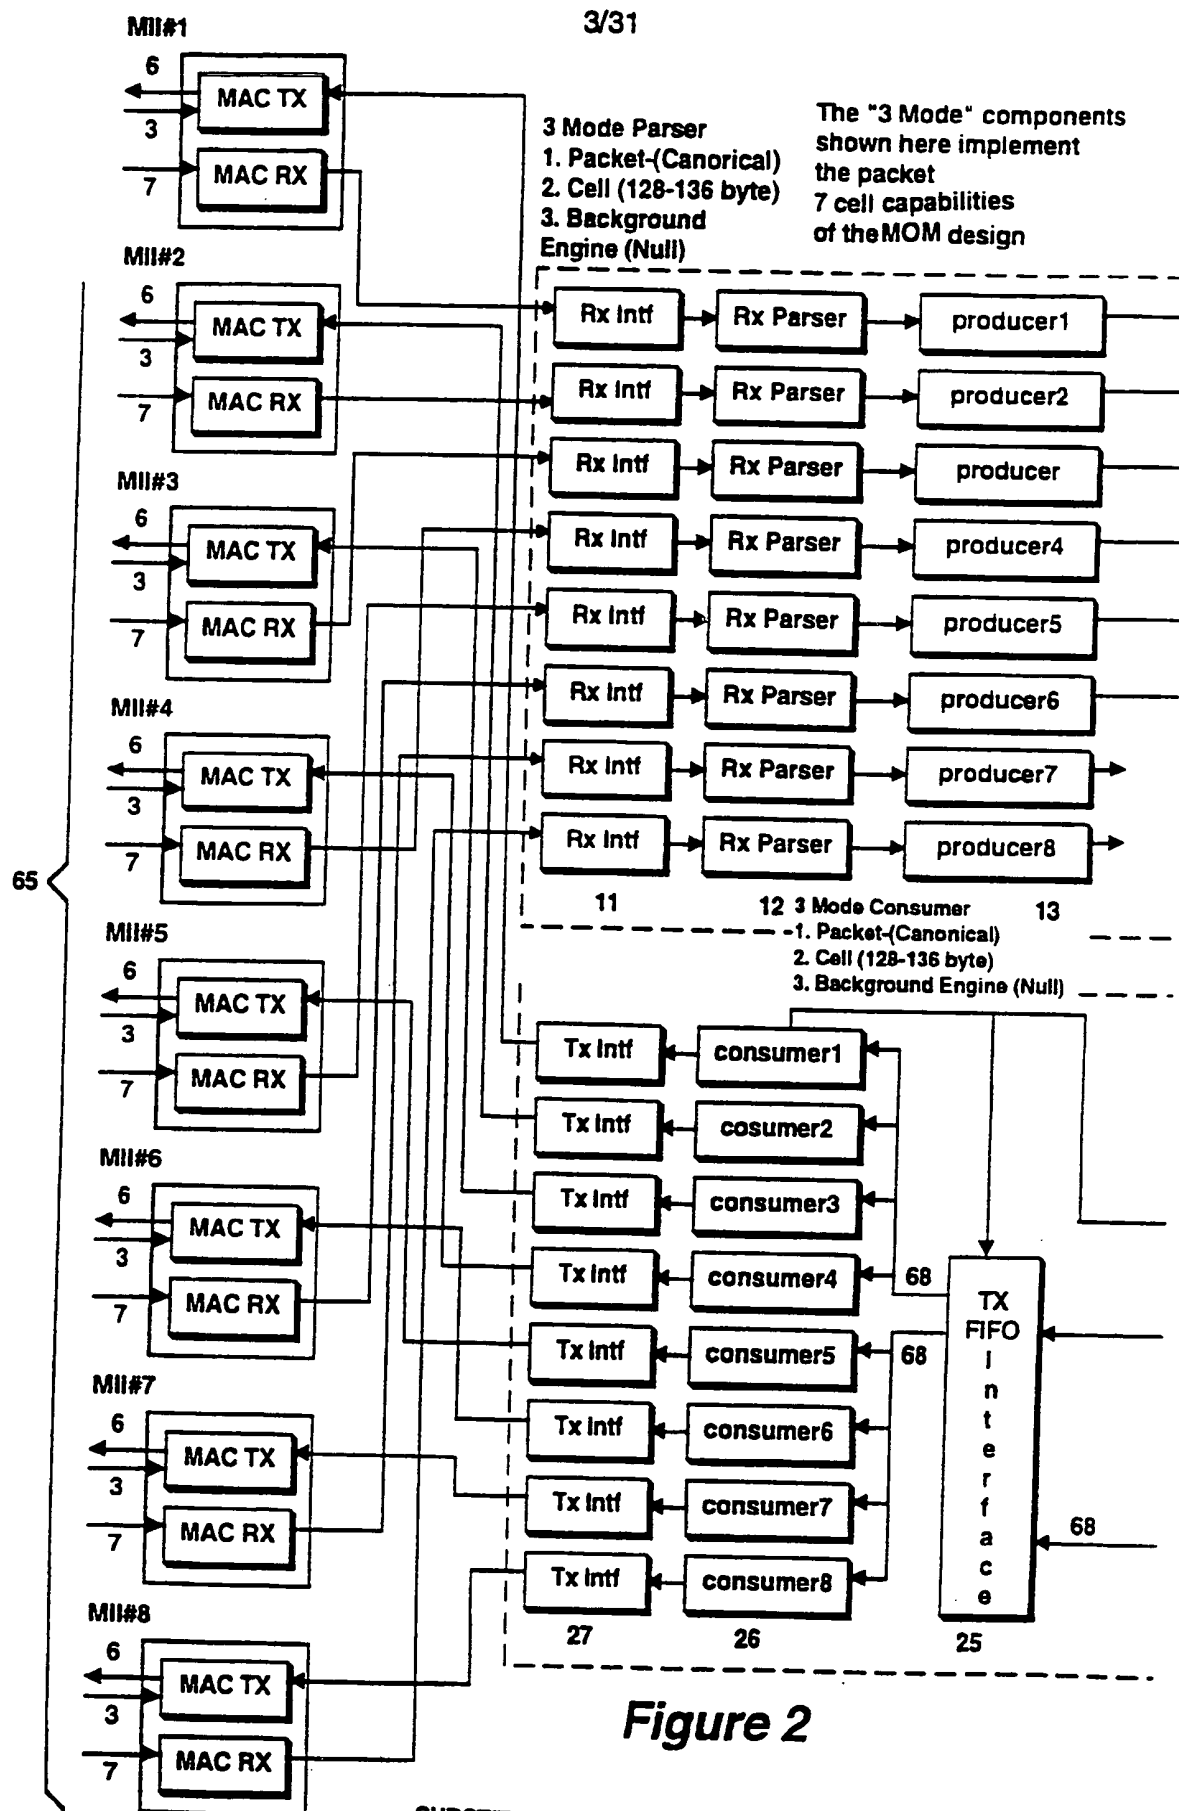 3/31
MII#1
6
MAC TX
3
MAC RX
7
3 Mode Parser
1. Packet-(Canorical)
2. Cell (128-136 byte)
3. Background
Engine (Null)
The "3 Mode" components
shown here implement
the packet
7 cell capabilities
of the MOM design
MII#2
6
MAC TX
3
MAC RX
7
MII#3
6
MAC TX
3
MAC RX
7
MII#4
6
MAC TX
3
MAC RX
7
65
MII#5
6
MAC TX
3
MAC RX
7
MII#6
6
MAC TX
3
MAC RX
7
MII#7
6
MAC TX
3
MAC RX
7
MII#8
6
MAC TX
3
MAC RX
7
Rx Intf Rx Parser producer1
Rx Intf Rx Parser producer2
Rx Intf Rx Parser producer
Rx Intf Rx Parser producer4
Rx Intf Rx Parser producer5
Rx Intf Rx Parser producer6
Rx Intf Rx Parser producer7
Rx Intf Rx Parser producer8
11 12 13
3 Mode Consumer
1. Packet-(Canonical)
2. Cell (128-136 byte)
3. Background Engine (Null)
Tx Intf consumer1
Tx Intf cosumer2
Tx Intf consumer3
Tx Intf consumer4
68
Tx Intf consumer5
68
Tx Intf consumer6
Tx Intf consumer7
Tx Intf consumer8
TX
FIFO
I
n
t
e
r
f
a
c
e
68
27 26 25
Figure 2